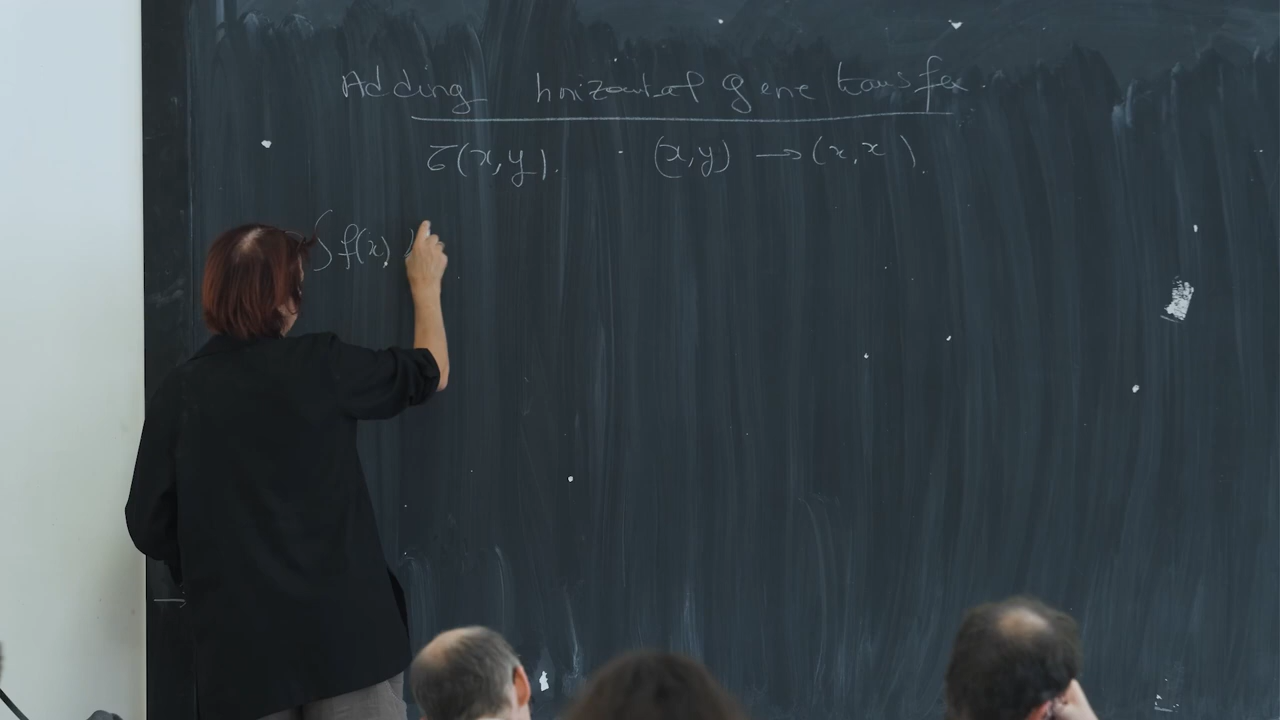 Adding horizontal gene transfer.
τ(x,y). (x,y) → (x,x).
∫ f(x)